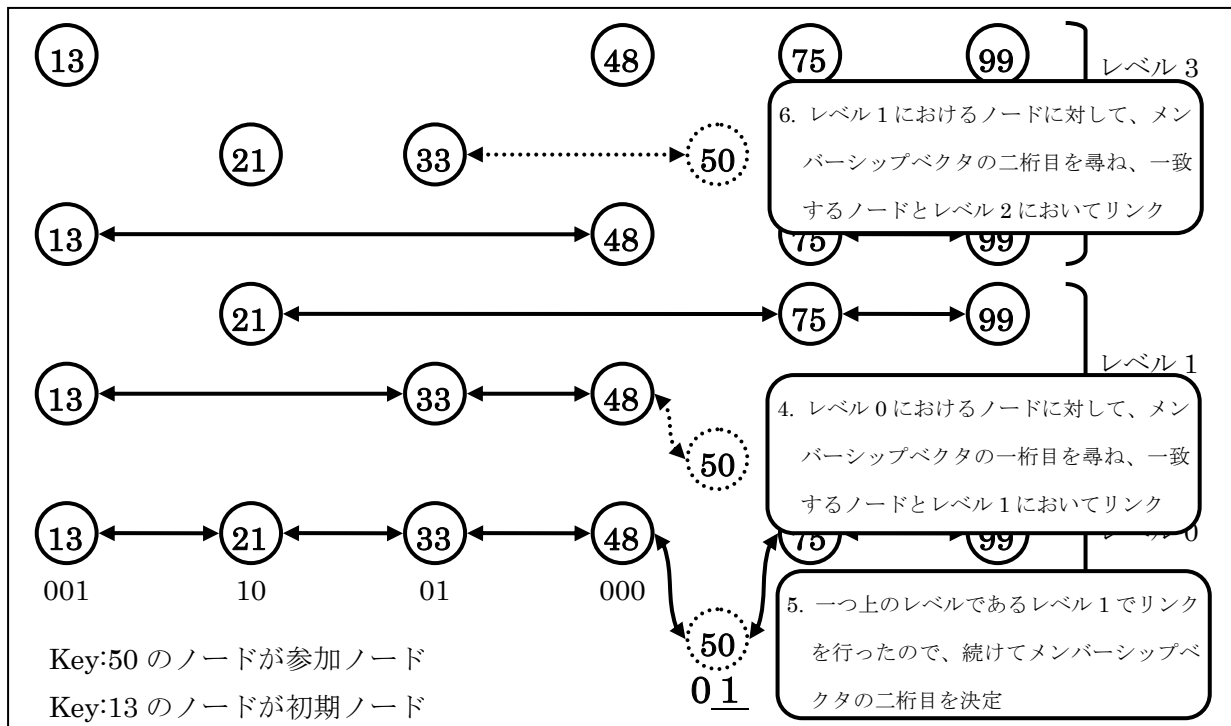 13 48 75 99
レベル 3
21 33 50
6. レベル 1 におけるノードに対して、メン
バーシップベクタの二桁目を尋ね、一致
するノードとレベル 2 においてリンク
13 48 75 99
21 75 99
レベル 1
13 33 48
50
4. レベル 0 におけるノードに対して、メン
バーシップベクタの一桁目を尋ね、一致
するノードとレベル 1 においてリンク
13 21 33 48 75 99
レベル 0
001 10 01 000
50
01
5. 一つ上のレベルであるレベル 1 でリンク
を行ったので、続けてメンバーシップベ
クタの二桁目を決定
Key:50 のノードが参加ノード
Key:13 のノードが初期ノード